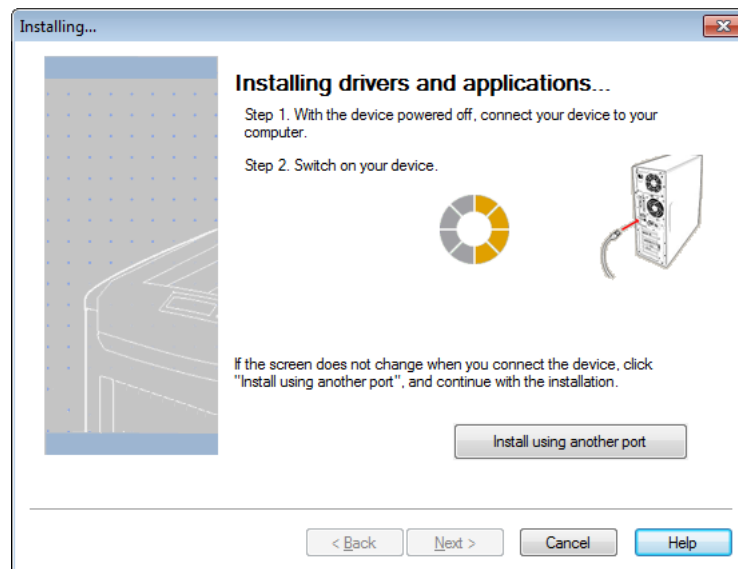 Installing...
Installing drivers and applications...
Step 1. With the device powered off, connect your device to your
computer.
Step 2. Switch on your device.
If the screen does not change when you connect the device, click
"Install using another port", and continue with the installation.
Install using another port
< Back Next > Cancel Help